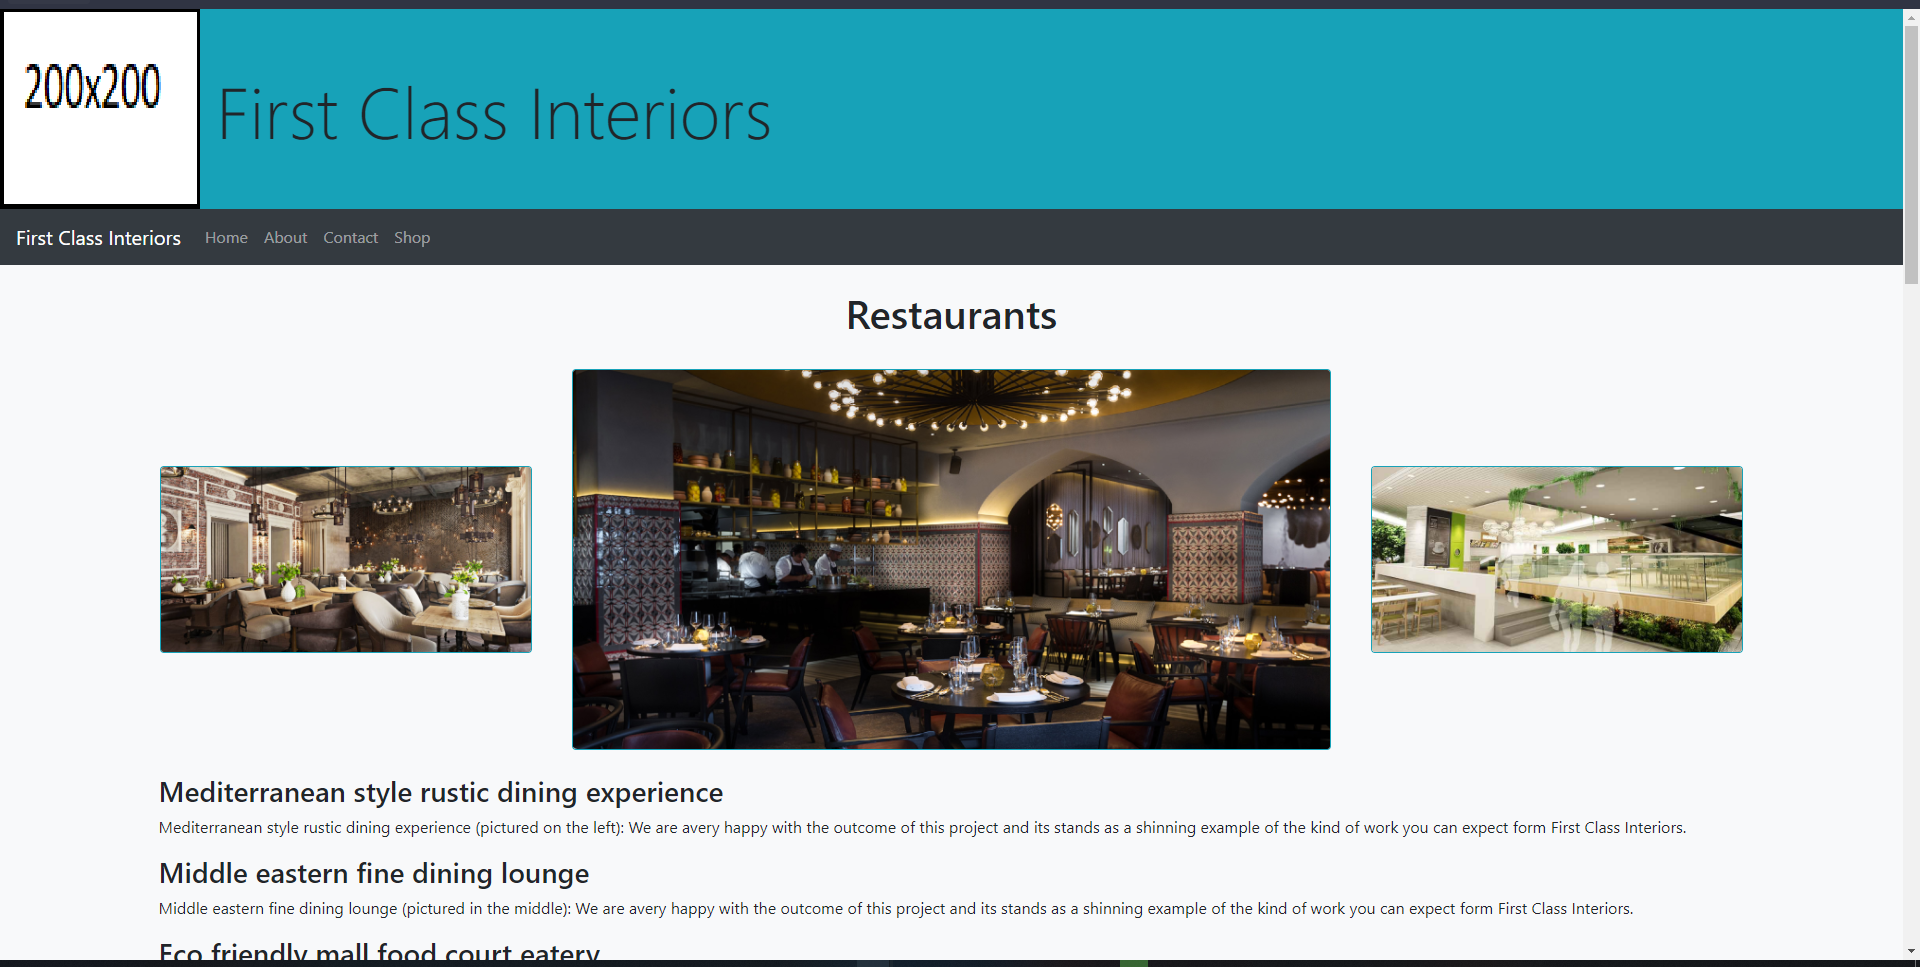 200x200
First Class Interiors
First Class Interiors Home About Contact Shop
Restaurants
Mediterranean style rustic dining experience
Mediterranean style rustic dining experience (pictured on the left): We are avery happy with the outcome of this project and its stands as a shinning example of the kind of work you can expect form First Class Interiors.
Middle eastern fine dining lounge
Middle eastern fine dining lounge (pictured in the middle): We are avery happy with the outcome of this project and its stands as a shinning example of the kind of work you can expect form First Class Interiors.
Eco friendly mall food court eatery